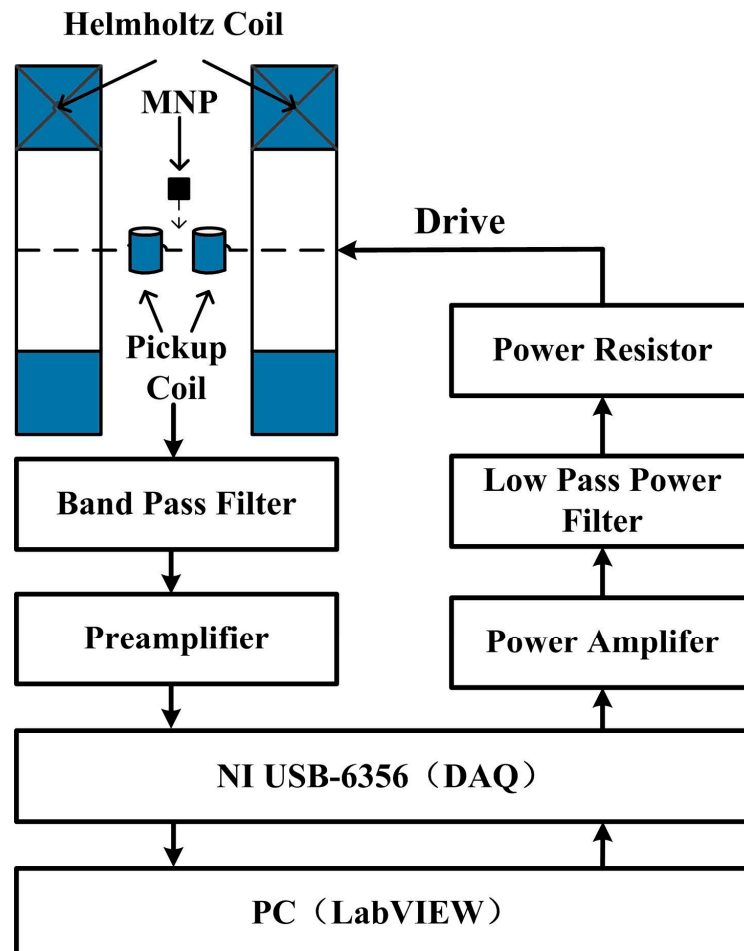 Helmholtz Coil
MNP
Drive
Pickup
Coil
Power Resistor
Band Pass Filter
Low Pass Power
Filter
Preamplifier
Power Amplifer
NI USB-6356（DAQ）
PC（LabVIEW）